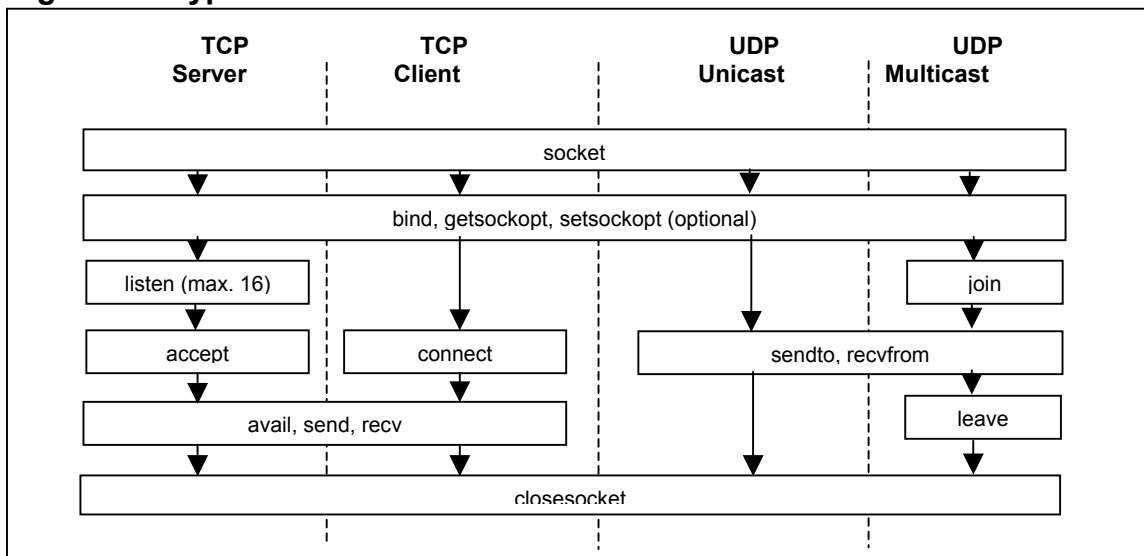 TCP Server
TCP Client
UDP Unicast
UDP Multicast
socket
bind, getsockopt, setsockopt (optional)
listen (max. 16)
join
accept
connect
sendto, recvfrom
avail, send, recv
leave
closesocket